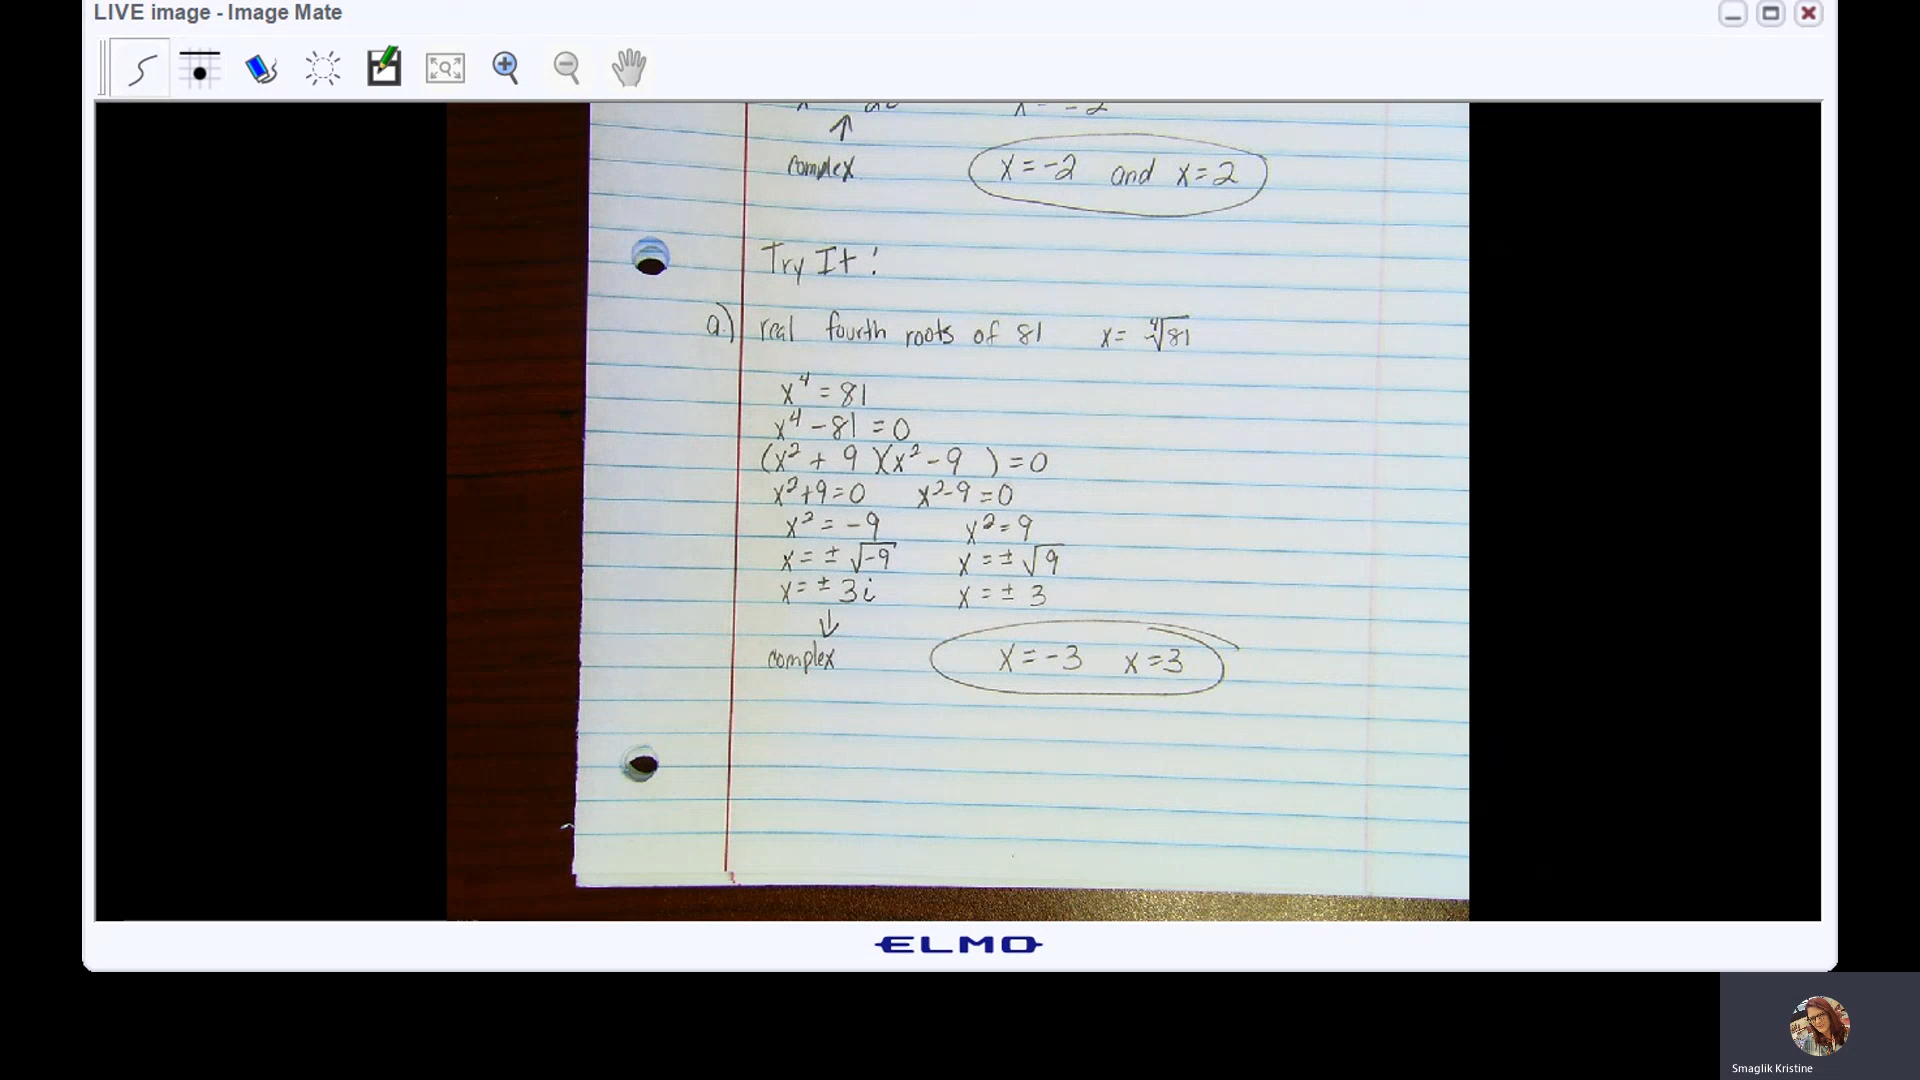 LIVE image - Image Mate
complex
x = -2 and x = 2
Try It!
a.) real fourth roots of 81 x = ∜81
x⁴ = 81
x⁴ - 81 = 0
(x² + 9)(x² - 9) = 0
x² + 9 = 0 x² - 9 = 0
x² = -9 x² = 9
x = ± √-9 x = ± √9
x = ± 3i x = ± 3
complex x = -3 x = 3
ELMO
Smaglik Kristine